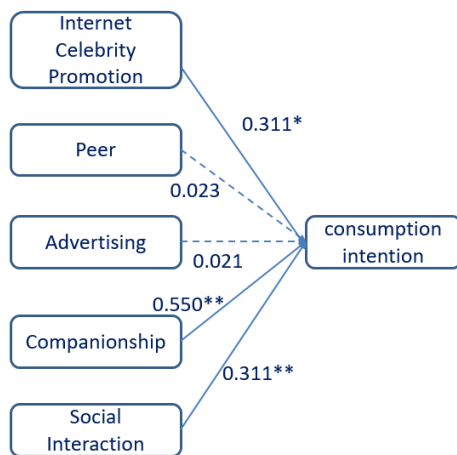 Internet
Celebrity
Promotion
0.311*
Peer
0.023
Advertising
0.021
consumption
intention
0.550**
Companionship
0.311**
Social
Interaction